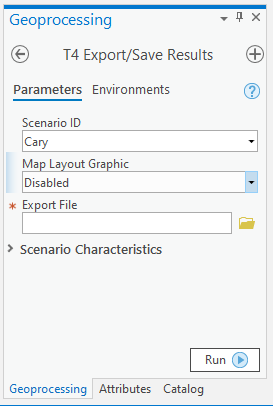 Geoprocessing
T4 Export/Save Results
Parameters Environments
?
Scenario ID
Cary
Map Layout Graphic
Disabled
* Export File
> Scenario Characteristics
Run
Geoprocessing Attributes Catalog